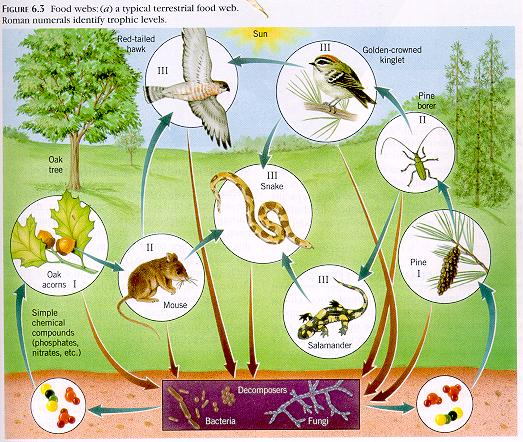 FIGURE 6.3 Food webs: (a) a typical terrestrial food web.
Roman numerals identify trophic levels.
Sun
Red-tailed
hawk
III
III
Golden-crowned
kinglet
Pine
borer
II
Oak
tree
III
Snake
Oak
acorns I
II
Mouse
Pine
I
III
Salamander
Simple
chemical
compounds
(phosphates,
nitrates, etc.)
Decomposers
Bacteria
Fungi